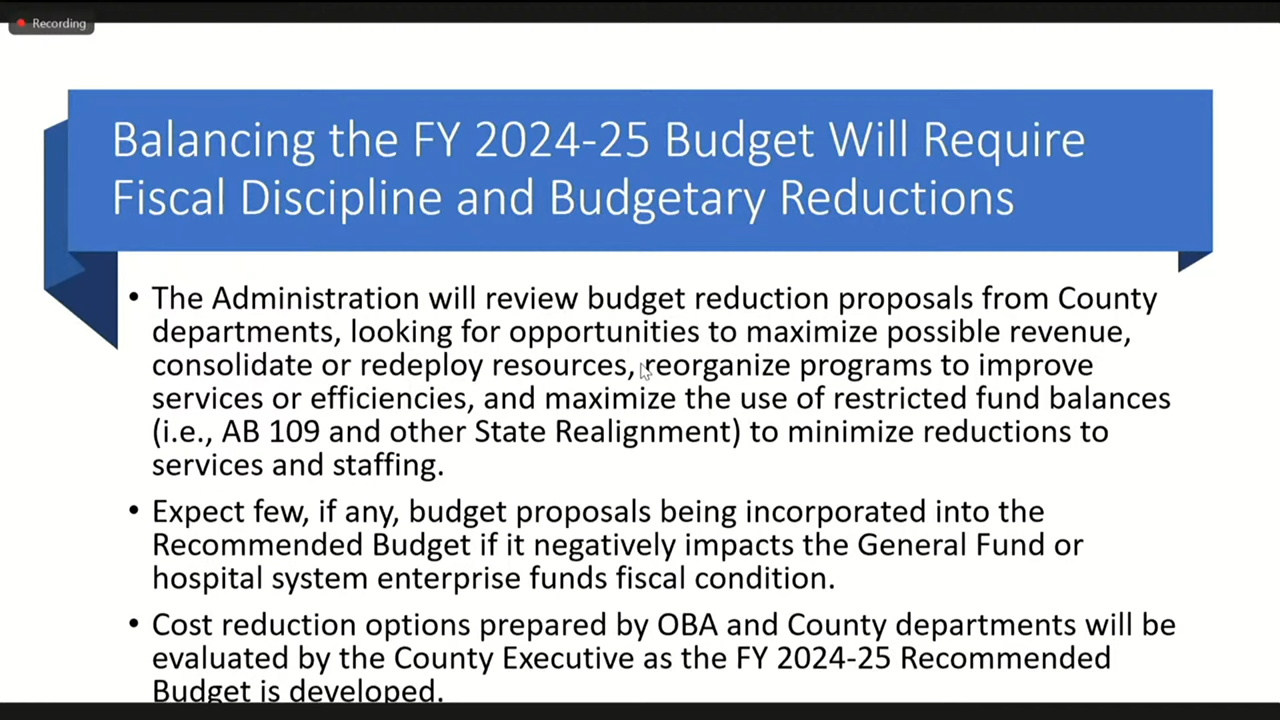 Recording
Balancing the FY 2024-25 Budget Will Require
Fiscal Discipline and Budgetary Reductions
• The Administration will review budget reduction proposals from County
departments, looking for opportunities to maximize possible revenue,
consolidate or redeploy resources, reorganize programs to improve
services or efficiencies, and maximize the use of restricted fund balances
(i.e., AB 109 and other State Realignment) to minimize reductions to
services and staffing.
• Expect few, if any, budget proposals being incorporated into the
Recommended Budget if it negatively impacts the General Fund or
hospital system enterprise funds fiscal condition.
• Cost reduction options prepared by OBA and County departments will be
evaluated by the County Executive as the FY 2024-25 Recommended
Budget is developed.